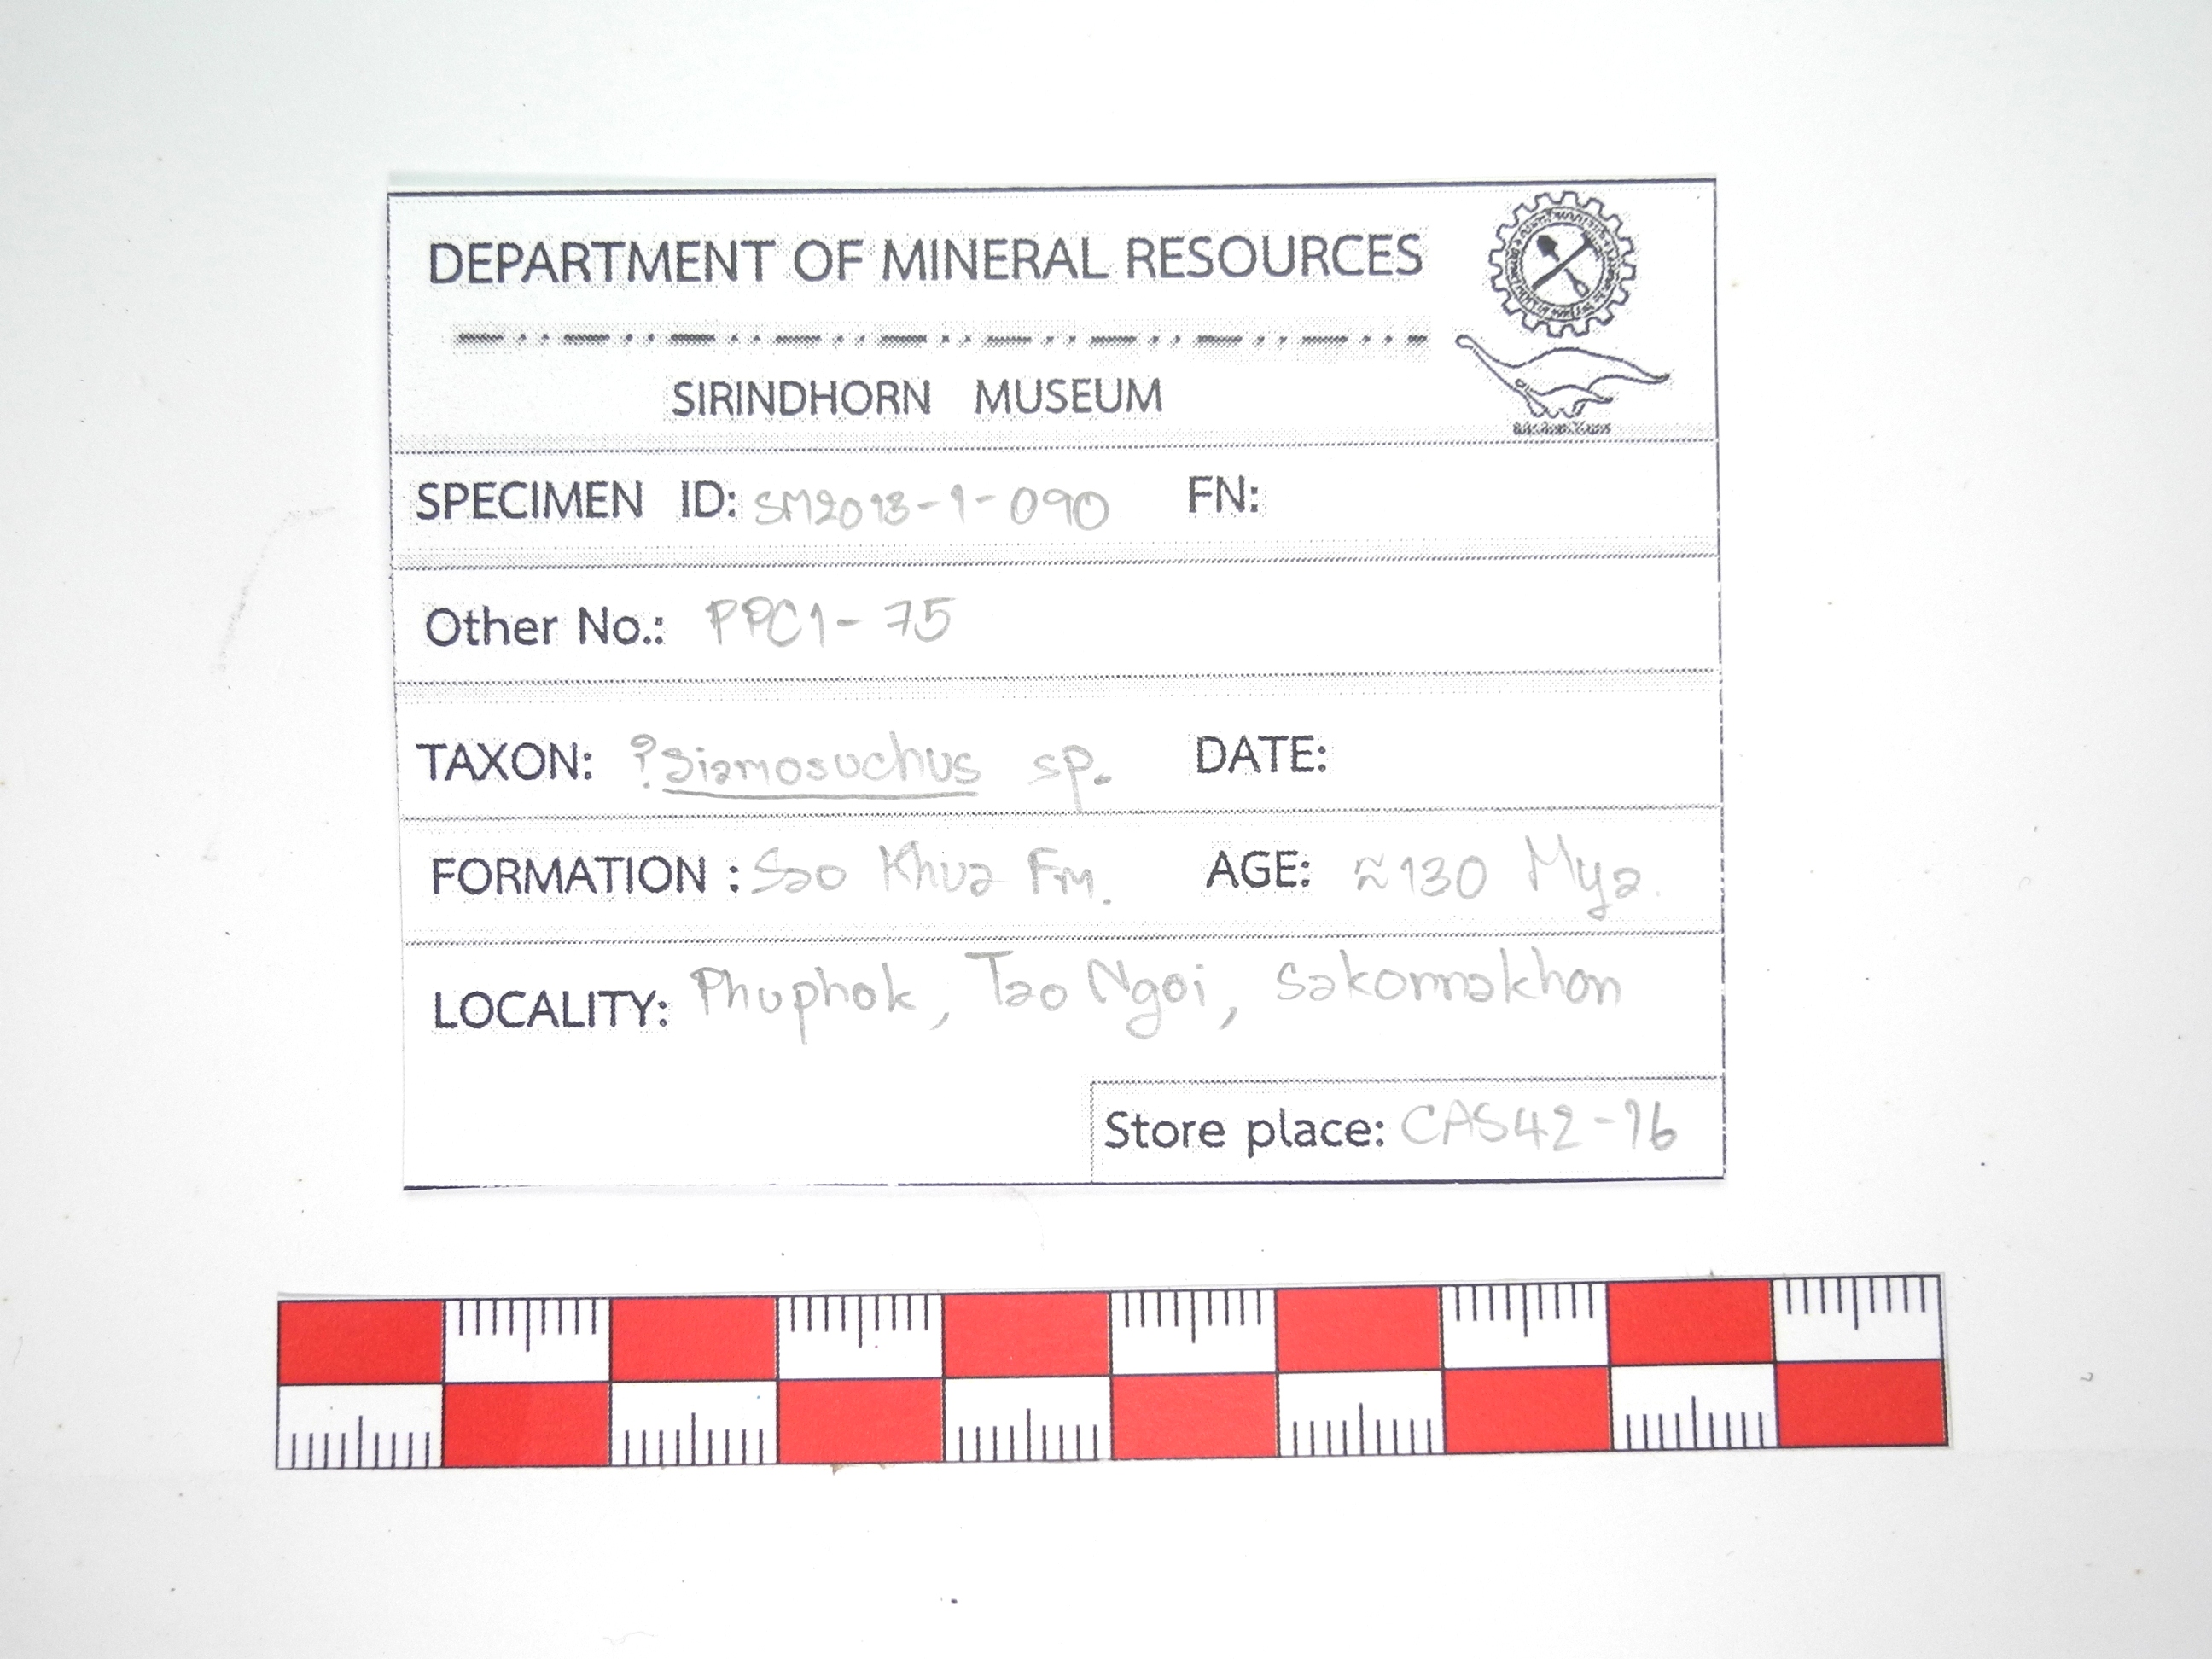 DEPARTMENT OF MINERAL RESOURCES
SIRINDHORN MUSEUM
SPECIMEN ID: SM2013-1-090 FN:
Other No.: PPC1-75
TAXON: ?Siamosuchus sp. DATE:
FORMATION : Sao Khua Fm. AGE: ≈130 Mya.
LOCALITY: Phuphok, Tao Ngoi, Sakonnakhon
Store place: CAS42-16